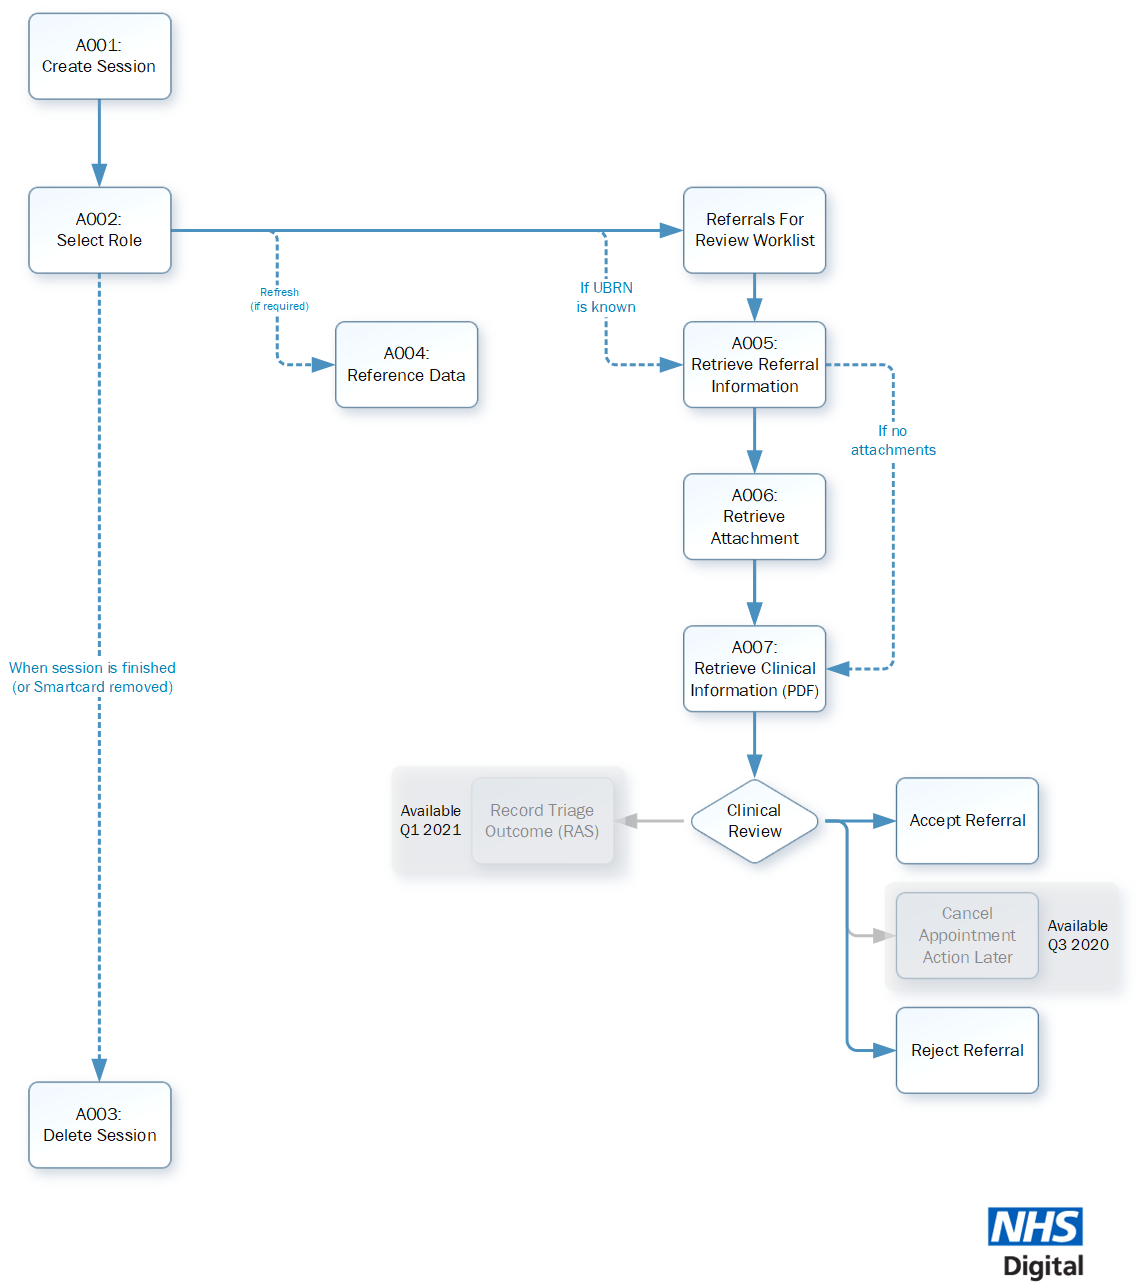 A001:
Create Session
A002:
Select Role
Referrals For
Review Worklist
Refresh
(if required)
If UBRN
is known
A004:
Reference Data
A005:
Retrieve Referral
Information
If no
attachments
A006:
Retrieve
Attachment
When session is finished
(or Smartcard removed)
A007:
Retrieve Clinical
Information (PDF)
Available
Q1 2021
Record Triage
Outcome (RAS)
Clinical
Review
Accept Referral
Cancel
Appointment
Action Later
Available
Q3 2020
Reject Referral
A003:
Delete Session
NHS
Digital